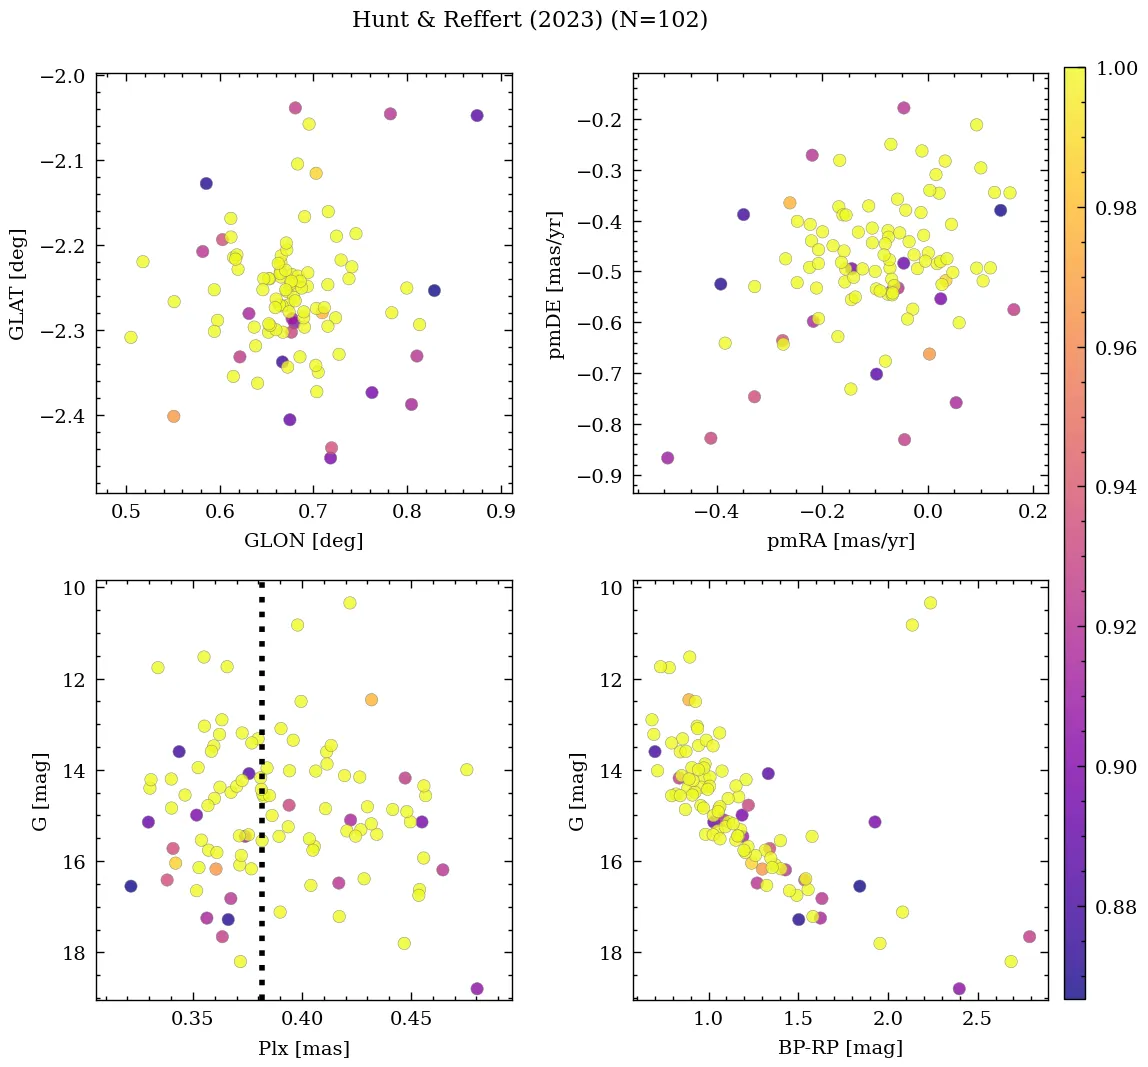 Hunt & Reffert (2023) (N=102)
−2.0
−2.1
−2.2
−2.3
−2.4
GLAT [deg]
0.5 0.6 0.7 0.8 0.9
GLON [deg]
−0.2
−0.3
−0.4
−0.5
−0.6
−0.7
−0.8
−0.9
pmDE [mas/yr]
−0.4 −0.2 0.0 0.2
pmRA [mas/yr]
10
12
14
16
18
G [mag]
0.35 0.40 0.45
Plx [mas]
10
12
14
16
18
G [mag]
1.0 1.5 2.0 2.5
BP-RP [mag]
1.00
0.98
0.96
0.94
0.92
0.90
0.88